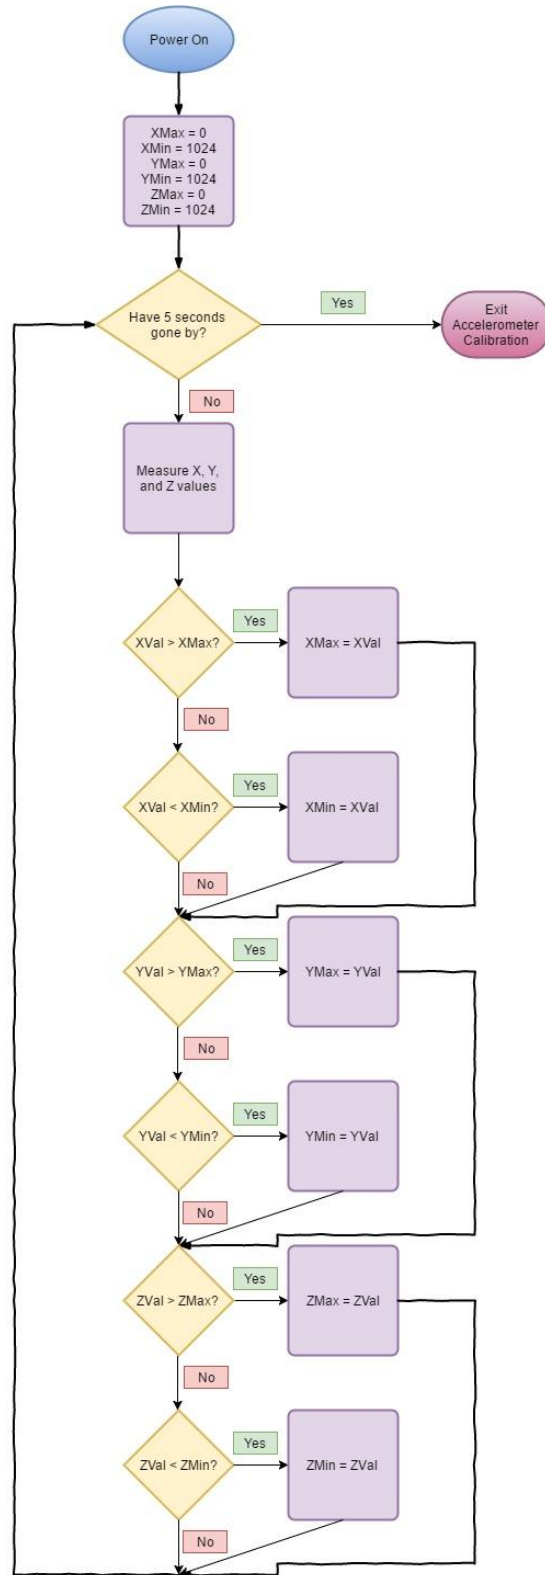 Power On
XMax = 0
XMin = 1024
YMax = 0
YMin = 1024
ZMax = 0
ZMin = 1024
Have 5 seconds
gone by?
Yes
Exit
Accelerometer
Calibration
No
Measure X, Y,
and Z values
XVal > XMax?
Yes
XMax = XVal
No
XVal < XMin?
Yes
XMin = XVal
No
YVal > YMax?
Yes
YMax = YVal
No
YVal < YMin?
Yes
YMin = YVal
No
ZVal > ZMax?
Yes
ZMax = ZVal
No
ZVal < ZMin?
Yes
ZMin = ZVal
No